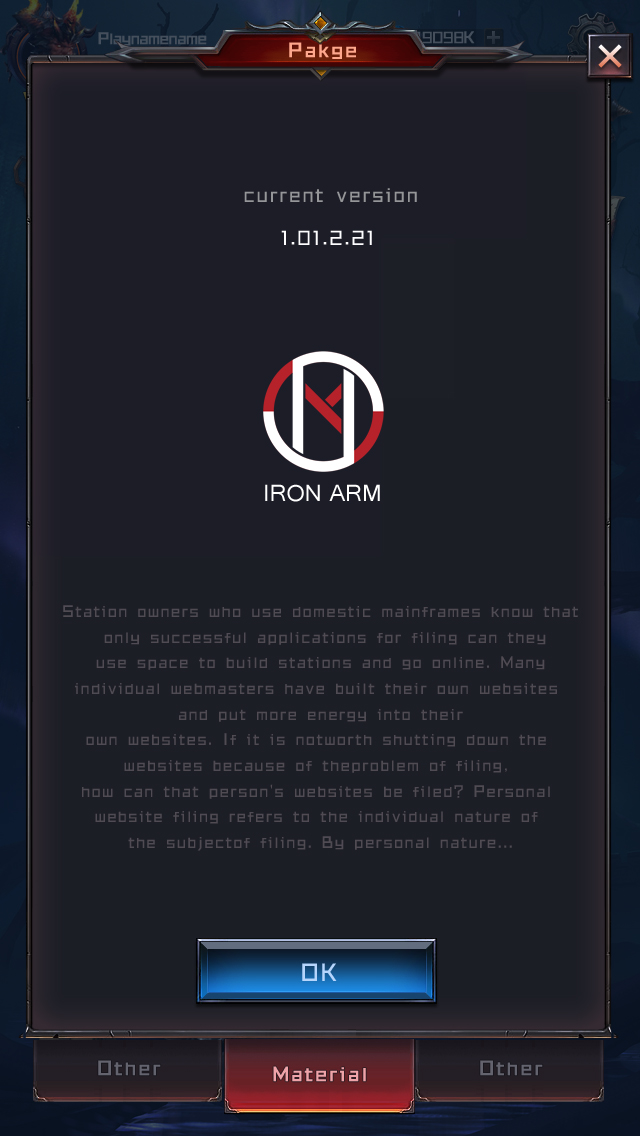 Playnamename
19098K
Pakge
current version
1.01.2.21
IRON ARM
Station owners who use domestic mainframes know that
only successful applications for filing can they
use space to build stations and go online. Many
individual webmasters have built their own websites
and put more energy into their
own websites. If it is notworth shutting down the
websites because of theproblem of filing.
how can that person's websites be filed? Personal
website filing refers to the individual nature of
the subjectof filing. By personal nature...
OK
Other
Material
Other